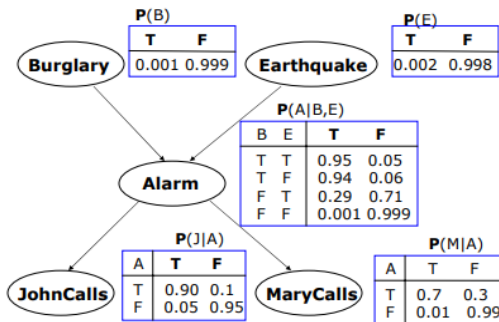 P(B)
T F
0.001 0.999
Burglary
P(E)
T F
0.002 0.998
Earthquake
P(A|B,E)
B E T F
T T 0.95 0.05
T F 0.94 0.06
F T 0.29 0.71
F F 0.001 0.999
Alarm
P(J|A)
A T F
T 0.90 0.1
F 0.05 0.95
JohnCalls
P(M|A)
A T F
T 0.7 0.3
F 0.01 0.99
MaryCalls